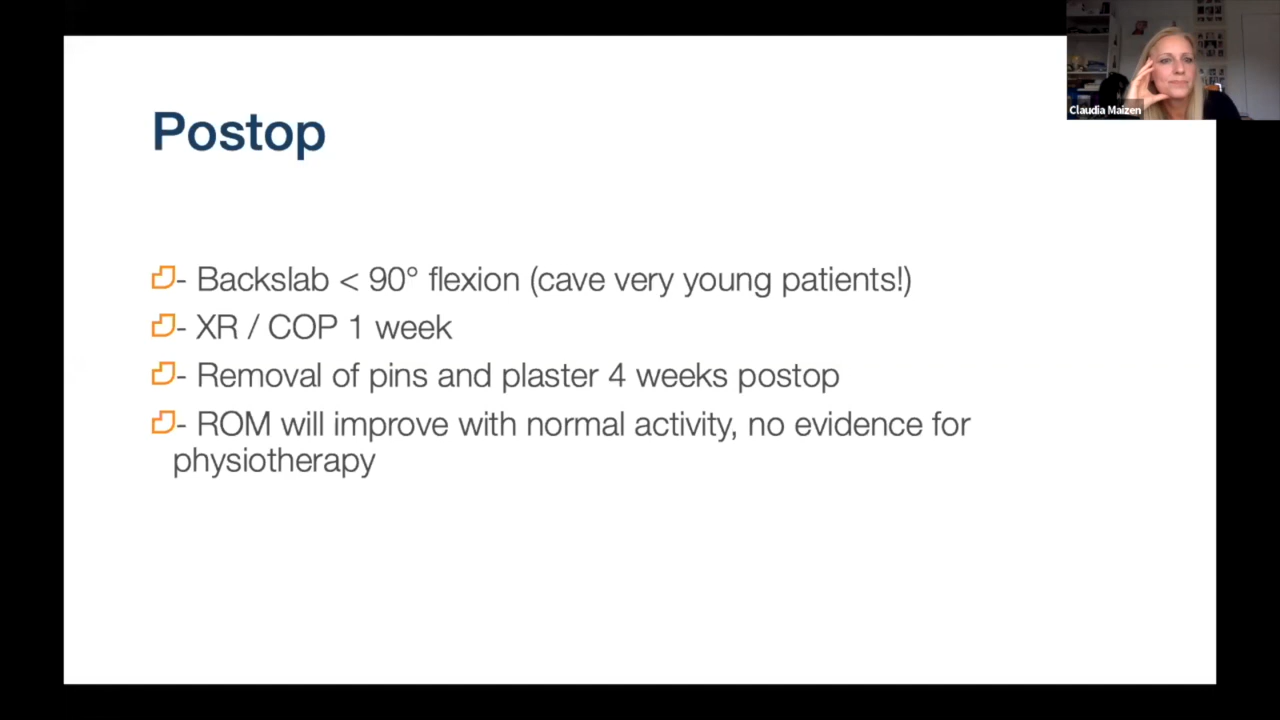 Claudia Maizen
Postop
- Backslab < 90° flexion (cave very young patients!)
- XR / COP 1 week
- Removal of pins and plaster 4 weeks postop
- ROM will improve with normal activity, no evidence for
physiotherapy